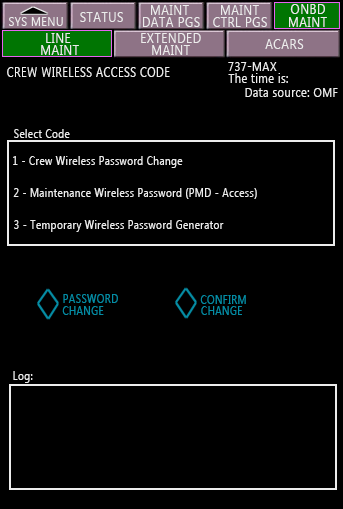 SYS MENU
STATUS
MAINT
DATA PGS
MAINT
CTRL PGS
ONBD
MAINT
LINE
MAINT
EXTENDED
MAINT
ACARS
CREW WIRELESS ACCESS CODE
737-MAX
The time is:
Data source: OMF
Select Code
1 - Crew Wireless Password Change
2 - Maintenance Wireless Password (PMD - Access)
3 - Temporary Wireless Password Generator
PASSWORD
CHANGE
CONFIRM
CHANGE
Log: